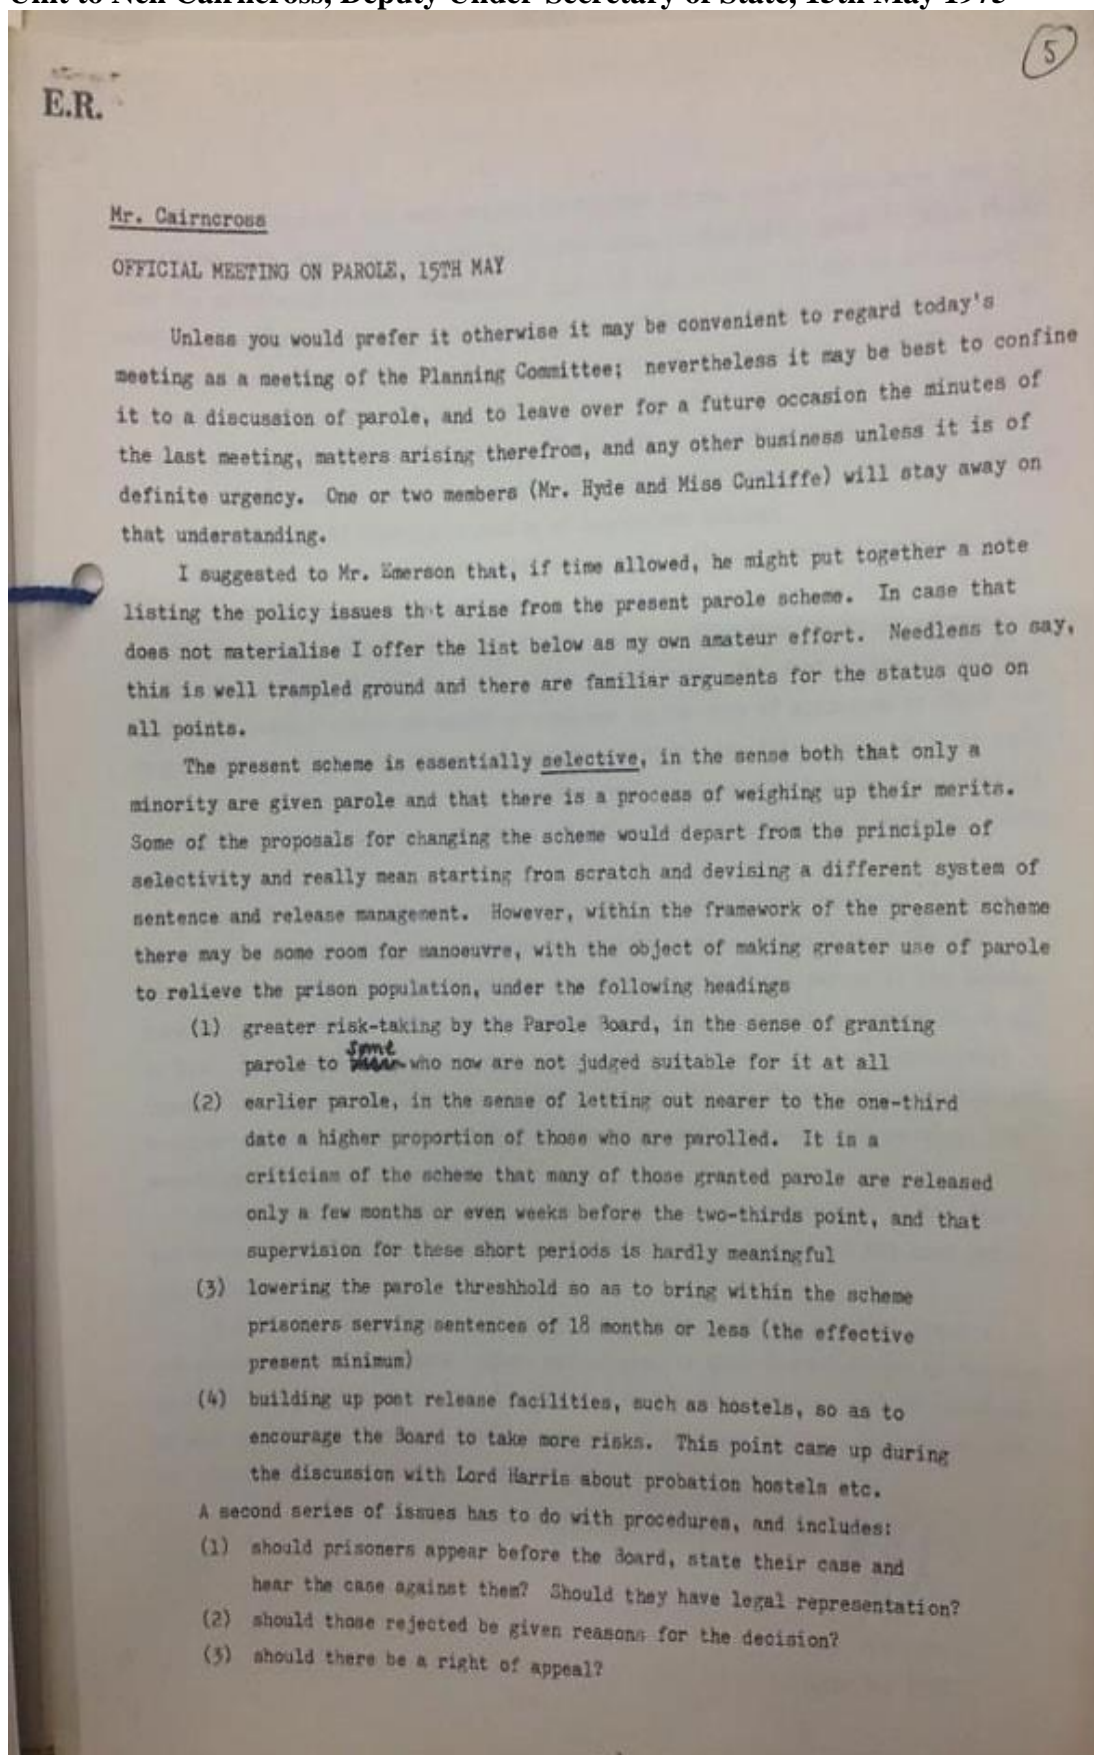 Unit to Neil Cairncross, Deputy Under-Secretary of State, 15th May 1975
5
E.R.
Mr. Cairncross
OFFICIAL MEETING ON PAROLE, 15TH MAY
Unless you would prefer it otherwise it may be convenient to regard today's
meeting as a meeting of the Planning Committee; nevertheless it may be best to confine
it to a discussion of parole, and to leave over for a future occasion the minutes of
the last meeting, matters arising therefrom, and any other business unless it is of
definite urgency. One or two members (Mr. Hyde and Miss Cunliffe) will stay away on
that understanding.
I suggested to Mr. Emerson that, if time allowed, he might put together a note
listing the policy issues that arise from the present parole scheme. In case that
does not materialise I offer the list below as my own amateur effort. Needless to say,
this is well trampled ground and there are familiar arguments for the status quo on
all points.
The present scheme is essentially selective, in the sense both that only a
minority are given parole and that there is a process of weighing up their merits.
Some of the proposals for changing the scheme would depart from the principle of
selectivity and really mean starting from scratch and devising a different system of
sentence and release management. However, within the framework of the present scheme
there may be some room for manoeuvre, with the object of making greater use of parole
to relieve the prison population, under the following headings
(1) greater risk-taking by the Parole Board, in the sense of granting
parole to some who now are not judged suitable for it at all
(2) earlier parole, in the sense of letting out nearer to the one-third
date a higher proportion of those who are parolled. It is a
criticism of the scheme that many of those granted parole are released
only a few months or even weeks before the two-thirds point, and that
supervision for these short periods is hardly meaningful
(3) lowering the parole threshhold so as to bring within the scheme
prisoners serving sentences of 18 months or less (the effective
present minimum)
(4) building up post release facilities, such as hostels, so as to
encourage the Board to take more risks. This point came up during
the discussion with Lord Harris about probation hostels etc.
A second series of issues has to do with procedures, and includes:
(1) should prisoners appear before the Board, state their case and
hear the case against them? Should they have legal representation?
(2) should those rejected be given reasons for the decision?
(3) should there be a right of appeal?